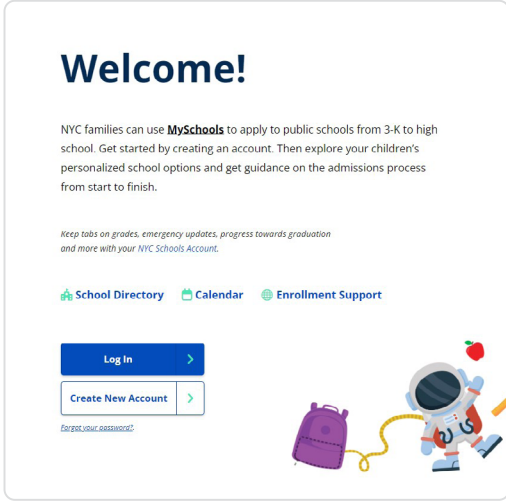 Welcome!
NYC families can use MySchools to apply to public schools from 3-K to high
school. Get started by creating an account. Then explore your children's
personalized school options and get guidance on the admissions process
from start to finish.
Keep tabs on grades, emergency updates, progress towards graduation
and more with your NYC Schools Account.
School Directory Calendar Enrollment Support
Log In
Create New Account
Forgot your password?